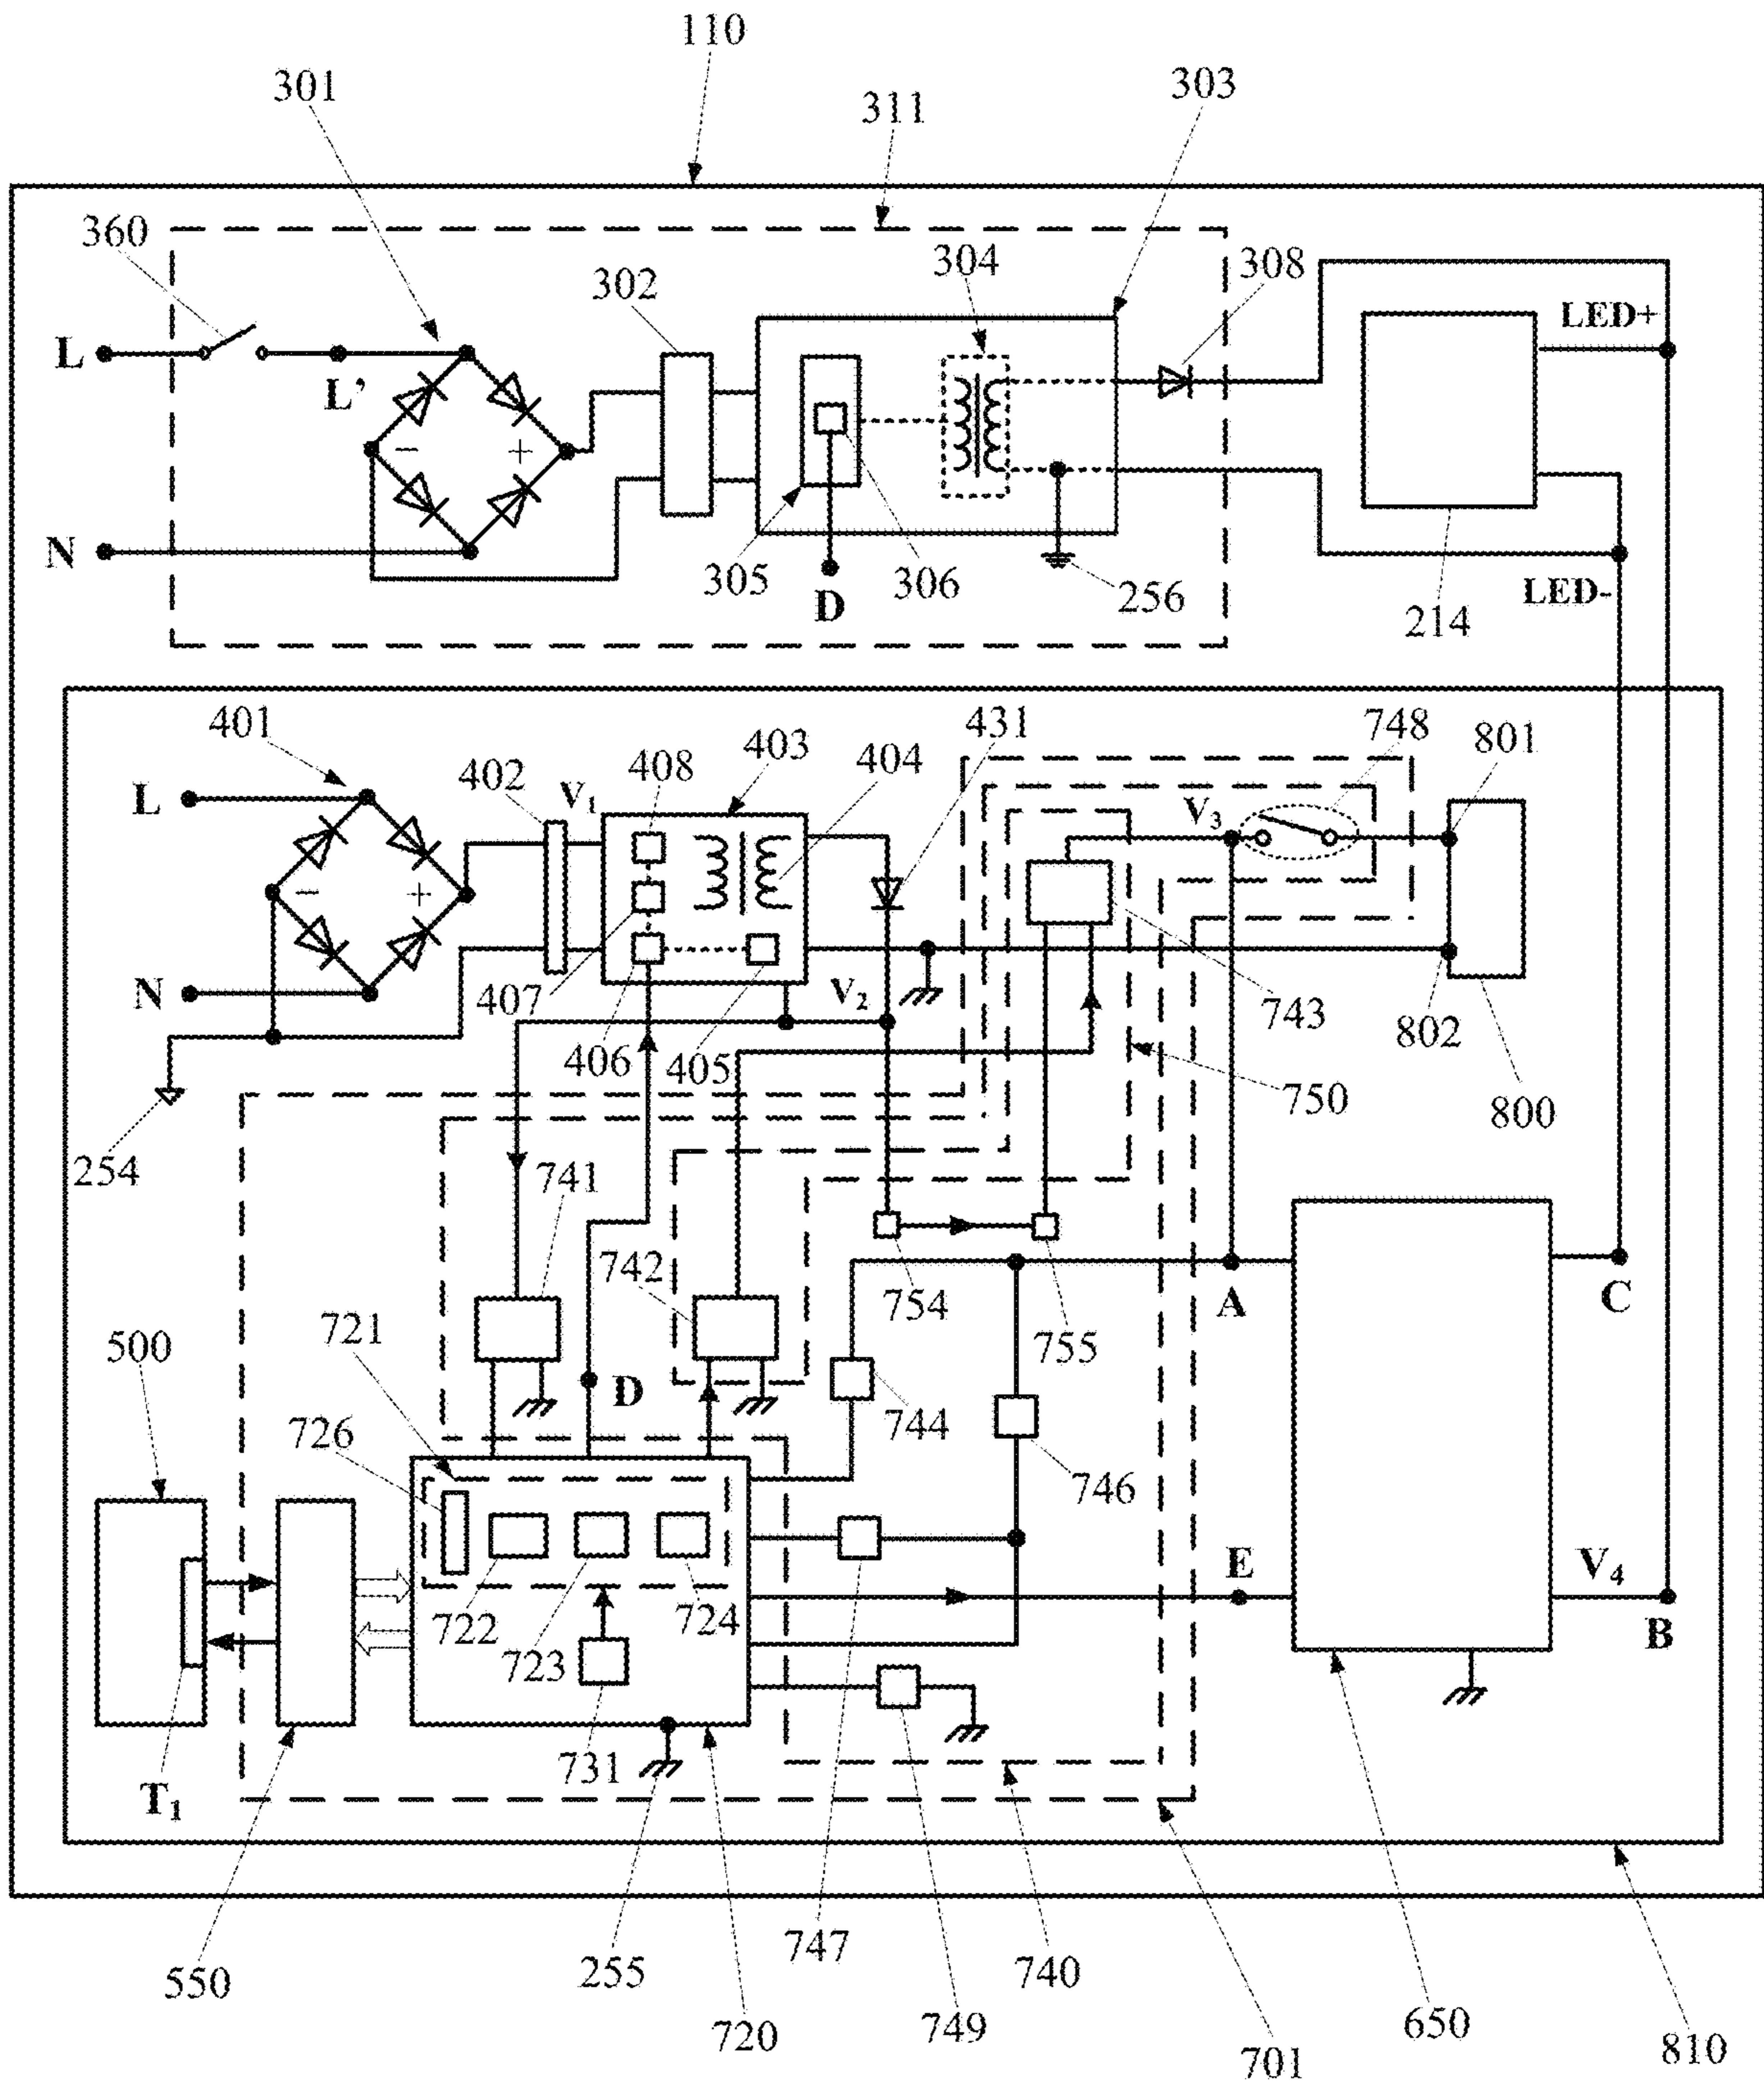 110
301
311
303
360
302
304
308
LED+
L
L’
− +
N
305
306
D
256
LED-
214
401
402
V1
408
403
404
431
748
801
L
V3
− +
N
407
406
405
V2
743
802
800
254
750
741
742
754
755
A
C
500
721
D
744
726
746
722
723
724
E
V4
B
731
T1
550
255
720
747
749
740
701
650
810